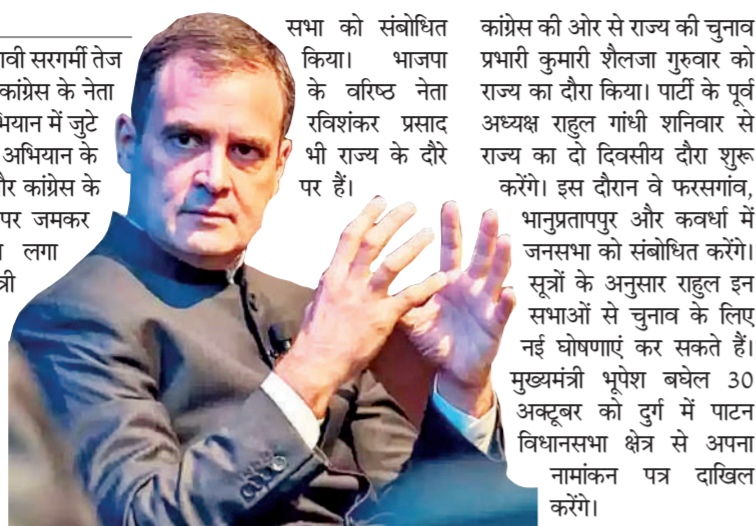 वी सरगर्मी तेज
कांग्रेस के नेता
भियान में जुटे
अभियान के
कांग्रेस के
पर जमकर
लगा
सभा को संबोधित
किया। भाजपा
के वरिष्ठ नेता
रविशंकर प्रसाद
भी राज्य के दौरे
पर हैं।
कांग्रेस की ओर से राज्य की चुनाव
प्रभारी कुमारी शैलजा गुरुवार को
राज्य का दौरा किया। पार्टी के पूर्व
अध्यक्ष राहुल गांधी शनिवार से
राज्य का दो दिवसीय दौरा शुरू
करेंगे। इस दौरान वे फरसगांव,
भानुप्रतापपुर और कवर्धा में
जनसभा को संबोधित करेंगे।
सूत्रों के अनुसार राहुल इन
सभाओं से चुनाव के लिए
नई घोषणाएं कर सकते हैं।
मुख्यमंत्री भूपेश बघेल 30
अक्टूबर को दुर्ग में पाटन
विधानसभा क्षेत्र से अपना
नामांकन पत्र दाखिल
करेंगे।